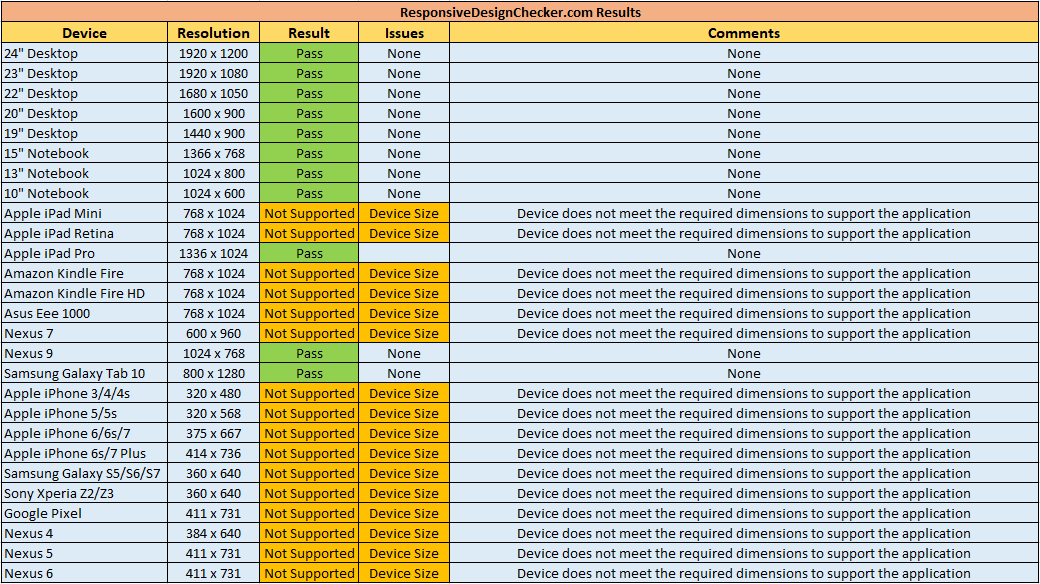 ResponsiveDesignChecker.com Results
Device Resolution Result Issues Comments
24" Desktop 1920 x 1200 Pass None None
23" Desktop 1920 x 1080 Pass None None
22" Desktop 1680 x 1050 Pass None None
20" Desktop 1600 x 900 Pass None None
19" Desktop 1440 x 900 Pass None None
15" Notebook 1366 x 768 Pass None None
13" Notebook 1024 x 800 Pass None None
10" Notebook 1024 x 600 Pass None None
Apple iPad Mini 768 x 1024 Not Supported Device Size Device does not meet the required dimensions to support the application
Apple iPad Retina 768 x 1024 Not Supported Device Size Device does not meet the required dimensions to support the application
Apple iPad Pro 1336 x 1024 Pass None
Amazon Kindle Fire 768 x 1024 Not Supported Device Size Device does not meet the required dimensions to support the application
Amazon Kindle Fire HD 768 x 1024 Not Supported Device Size Device does not meet the required dimensions to support the application
Asus Eee 1000 768 x 1024 Not Supported Device Size Device does not meet the required dimensions to support the application
Nexus 7 600 x 960 Not Supported Device Size Device does not meet the required dimensions to support the application
Nexus 9 1024 x 768 Pass None None
Samsung Galaxy Tab 10 800 x 1280 Pass None None
Apple iPhone 3/4/4s 320 x 480 Not Supported Device Size Device does not meet the required dimensions to support the application
Apple iPhone 5/5s 320 x 568 Not Supported Device Size Device does not meet the required dimensions to support the application
Apple iPhone 6/6s/7 375 x 667 Not Supported Device Size Device does not meet the required dimensions to support the application
Apple iPhone 6s/7 Plus 414 x 736 Not Supported Device Size Device does not meet the required dimensions to support the application
Samsung Galaxy S5/S6/S7 360 x 640 Not Supported Device Size Device does not meet the required dimensions to support the application
Sony Xperia Z2/Z3 360 x 640 Not Supported Device Size Device does not meet the required dimensions to support the application
Google Pixel 411 x 731 Not Supported Device Size Device does not meet the required dimensions to support the application
Nexus 4 384 x 640 Not Supported Device Size Device does not meet the required dimensions to support the application
Nexus 5 411 x 731 Not Supported Device Size Device does not meet the required dimensions to support the application
Nexus 6 411 x 731 Not Supported Device Size Device does not meet the required dimensions to support the application